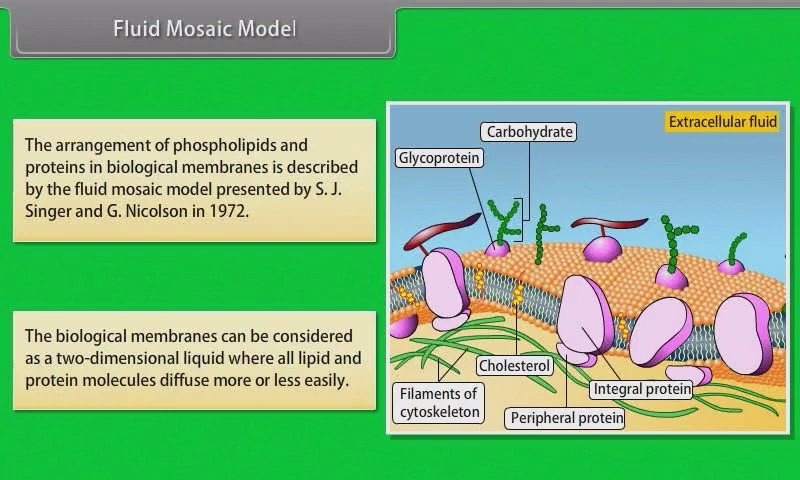 Fluid Mosaic Model
The arrangement of phospholipids and
proteins in biological membranes is described
by the fluid mosaic model presented by S. J.
Singer and G. Nicolson in 1972.
The biological membranes can be considered
as a two-dimensional liquid where all lipid and
protein molecules diffuse more or less easily.
Extracellular fluid
Carbohydrate
Glycoprotein
Cholesterol
Integral protein
Filaments of
cytoskeleton
Peripheral protein